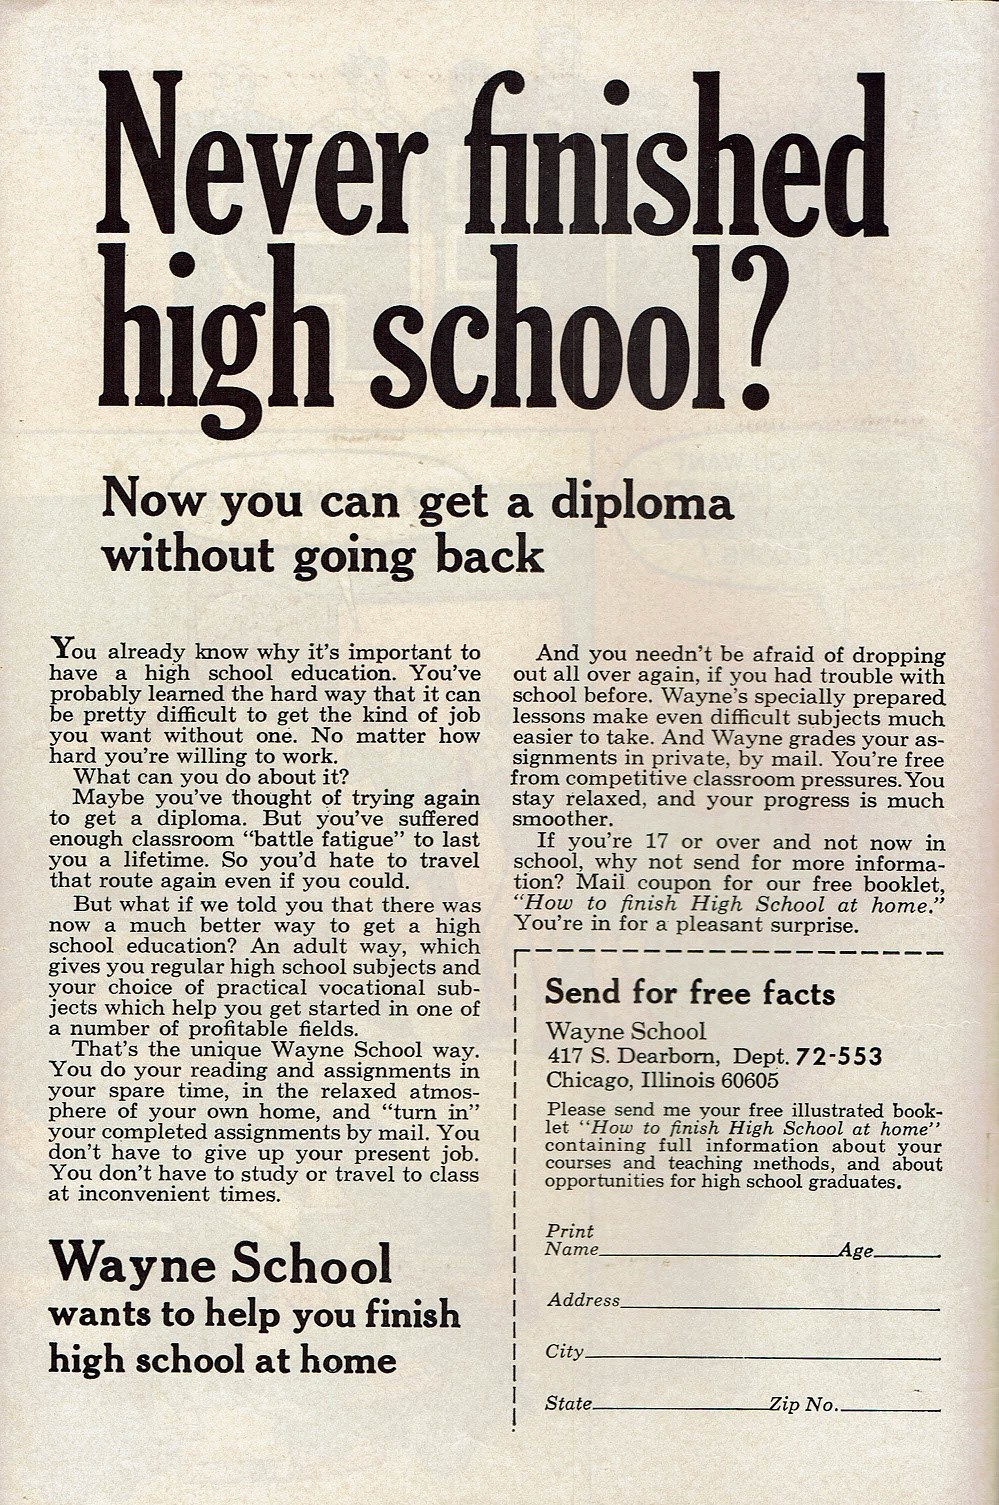 Never finished
high school?
Now you can get a diploma
without going back
You already know why it's important to
have a high school education. You've
probably learned the hard way that it can
be pretty difficult to get the kind of job
you want without one. No matter how
hard you're willing to work.
What can you do about it?
Maybe you've thought of trying again
to get a diploma. But you've suffered
enough classroom "battle fatigue" to last
you a lifetime. So you'd hate to travel
that route again even if you could.
But what if we told you that there was
now a much better way to get a high
school education? An adult way, which
gives you regular high school subjects and
your choice of practical vocational sub-
jects which help you get started in one of
a number of profitable fields.
That's the unique Wayne School way.
You do your reading and assignments in
your spare time, in the relaxed atmos-
phere of your own home, and "turn in"
your completed assignments by mail. You
don't have to give up your present job.
You don't have to study or travel to class
at inconvenient times.
Wayne School
wants to help you finish
high school at home
And you needn't be afraid of dropping
out all over again, if you had trouble with
school before. Wayne's specially prepared
lessons make even difficult subjects much
easier to take. And Wayne grades your as-
signments in private, by mail. You're free
from competitive classroom pressures. You
stay relaxed, and your progress is much
smoother.
If you're 17 or over and not now in
school, why not send for more informa-
tion? Mail coupon for our free booklet,
"How to finish High School at home."
You're in for a pleasant surprise.
Send for free facts
Wayne School
417 S. Dearborn, Dept. 72-553
Chicago, Illinois 60605
Please send me your free illustrated book-
let "How to finish High School at home"
containing full information about your
courses and teaching methods, and about
opportunities for high school graduates.
Print
Name Age
Address
City
State Zip No.